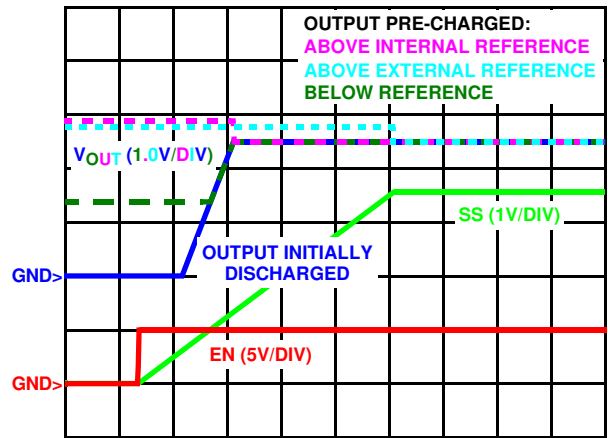 OUTPUT PRE-CHARGED:
ABOVE INTERNAL REFERENCE
ABOVE EXTERNAL REFERENCE
BELOW REFERENCE
VOUT (1.0V/DIV)
SS (1V/DIV)
OUTPUT INITIALLY
DISCHARGED
GND>
EN (5V/DIV)
GND>